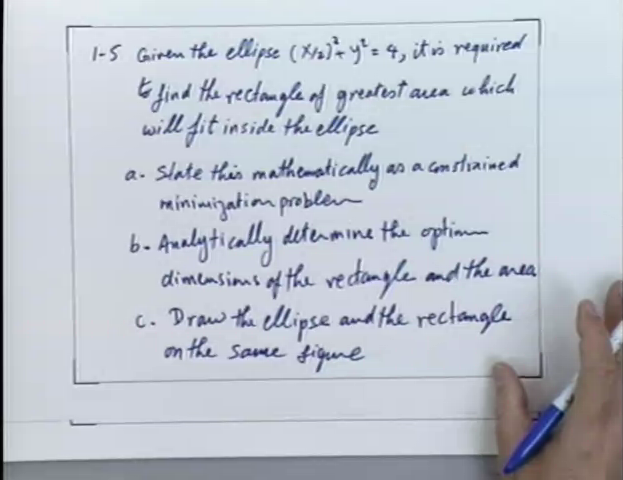 1-5 Given the ellipse (x/2)² + y² = 4, it is required
to find the rectangle of greatest area which
will fit inside the ellipse
a. State this mathematically as a constrained
minimization problem
b. Analytically determine the optimum
dimensions of the rectangle and the area
c. Draw the ellipse and the rectangle
on the same figure